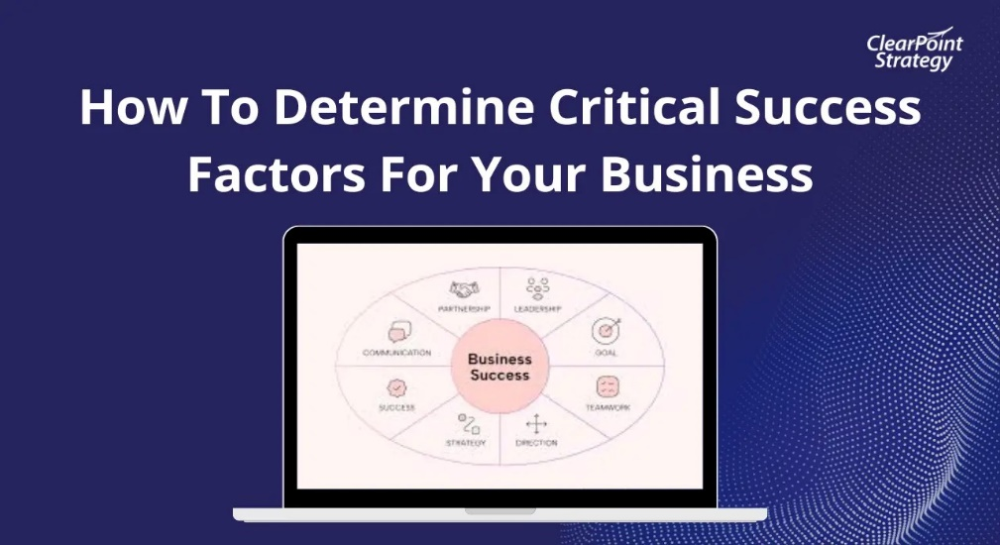 ClearPoint
Strategy
How To Determine Critical Success
Factors For Your Business
PARTNERSHIP
LEADERSHIP
COMMUNICATION
GOAL
Business
Success
SUCCESS
TEAMWORK
STRATEGY
DIRECTION